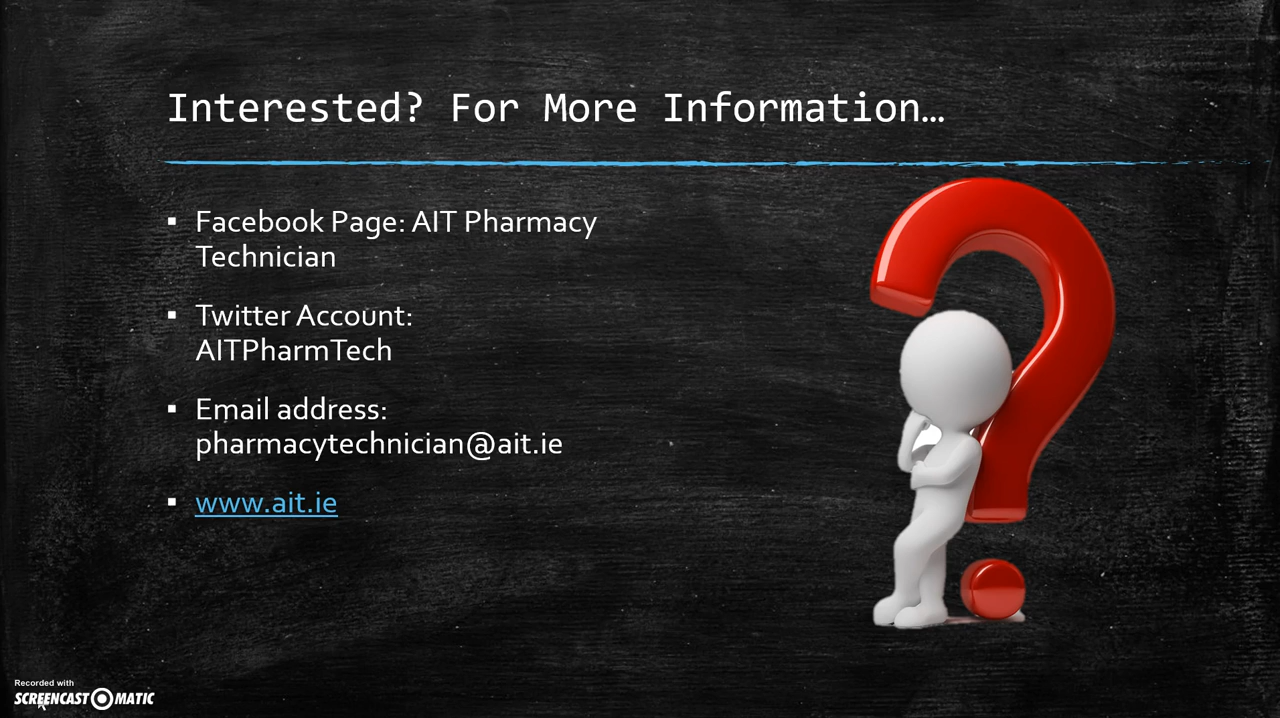 Interested? For More Information…
▪ Facebook Page: AIT Pharmacy
Technician
▪ Twitter Account:
AITPharmTech
▪ Email address:
pharmacytechnician@ait.ie
▪ www.ait.ie
Recorded with
SCREENCAST MATIC